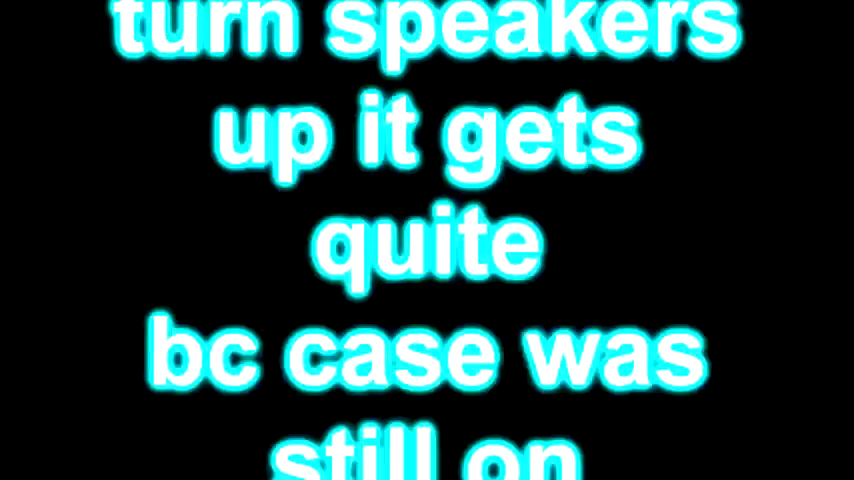 turn speakers
up it gets
quite
bc case was
still on